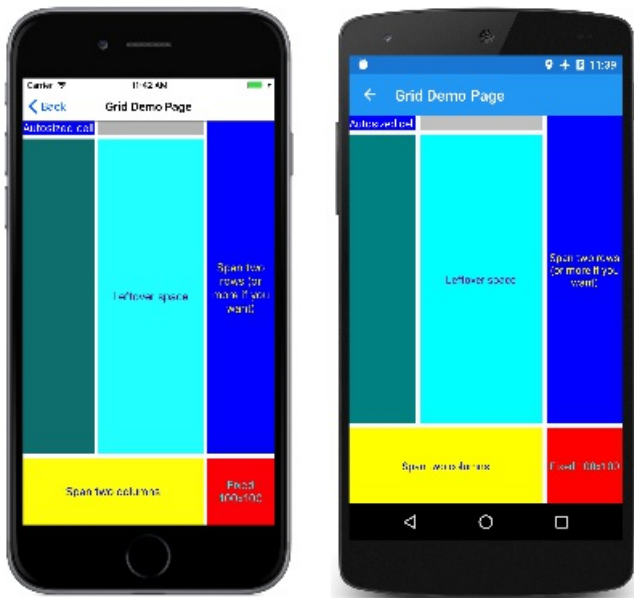 Carrier 11:42 AM
Back Grid Demo Page
Autosized cell
Span two
rows (or
more if you
want)
Leftover space
Span two columns
Fixed
100x100
11:39
Grid Demo Page
Autosized cell
Span two rows
(or more if you
want)
Leftover space
Span two columns
Fixed 100x100